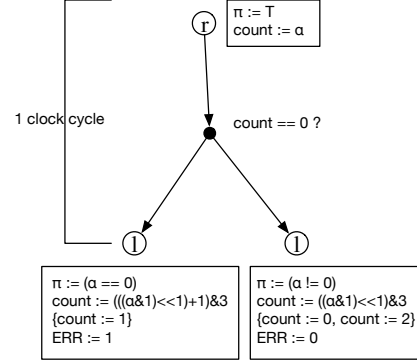 r
π := T
count := α
1 clock cycle
count == 0 ?
l
l
π := (α == 0)
count := (((α&1)<<1)+1)&3
{count := 1}
ERR := 1
π := (α != 0)
count := ((α&1)<<1)&3
{count := 0, count := 2}
ERR := 0